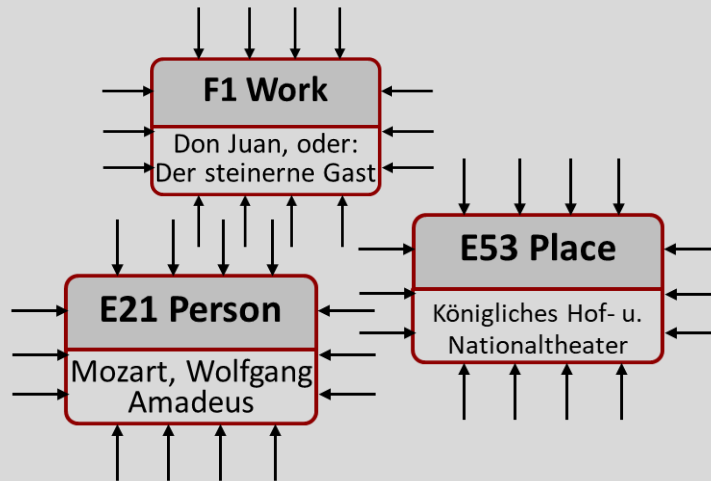 F1 Work
Don Juan, oder:
Der steinerne Gast
E53 Place
Königliches Hof- u.
Nationaltheater
E21 Person
Mozart, Wolfgang
Amadeus